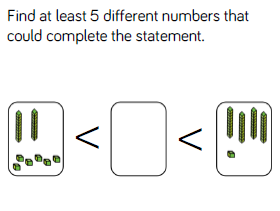 Find at least 5 different numbers that
could complete the statement.
< <